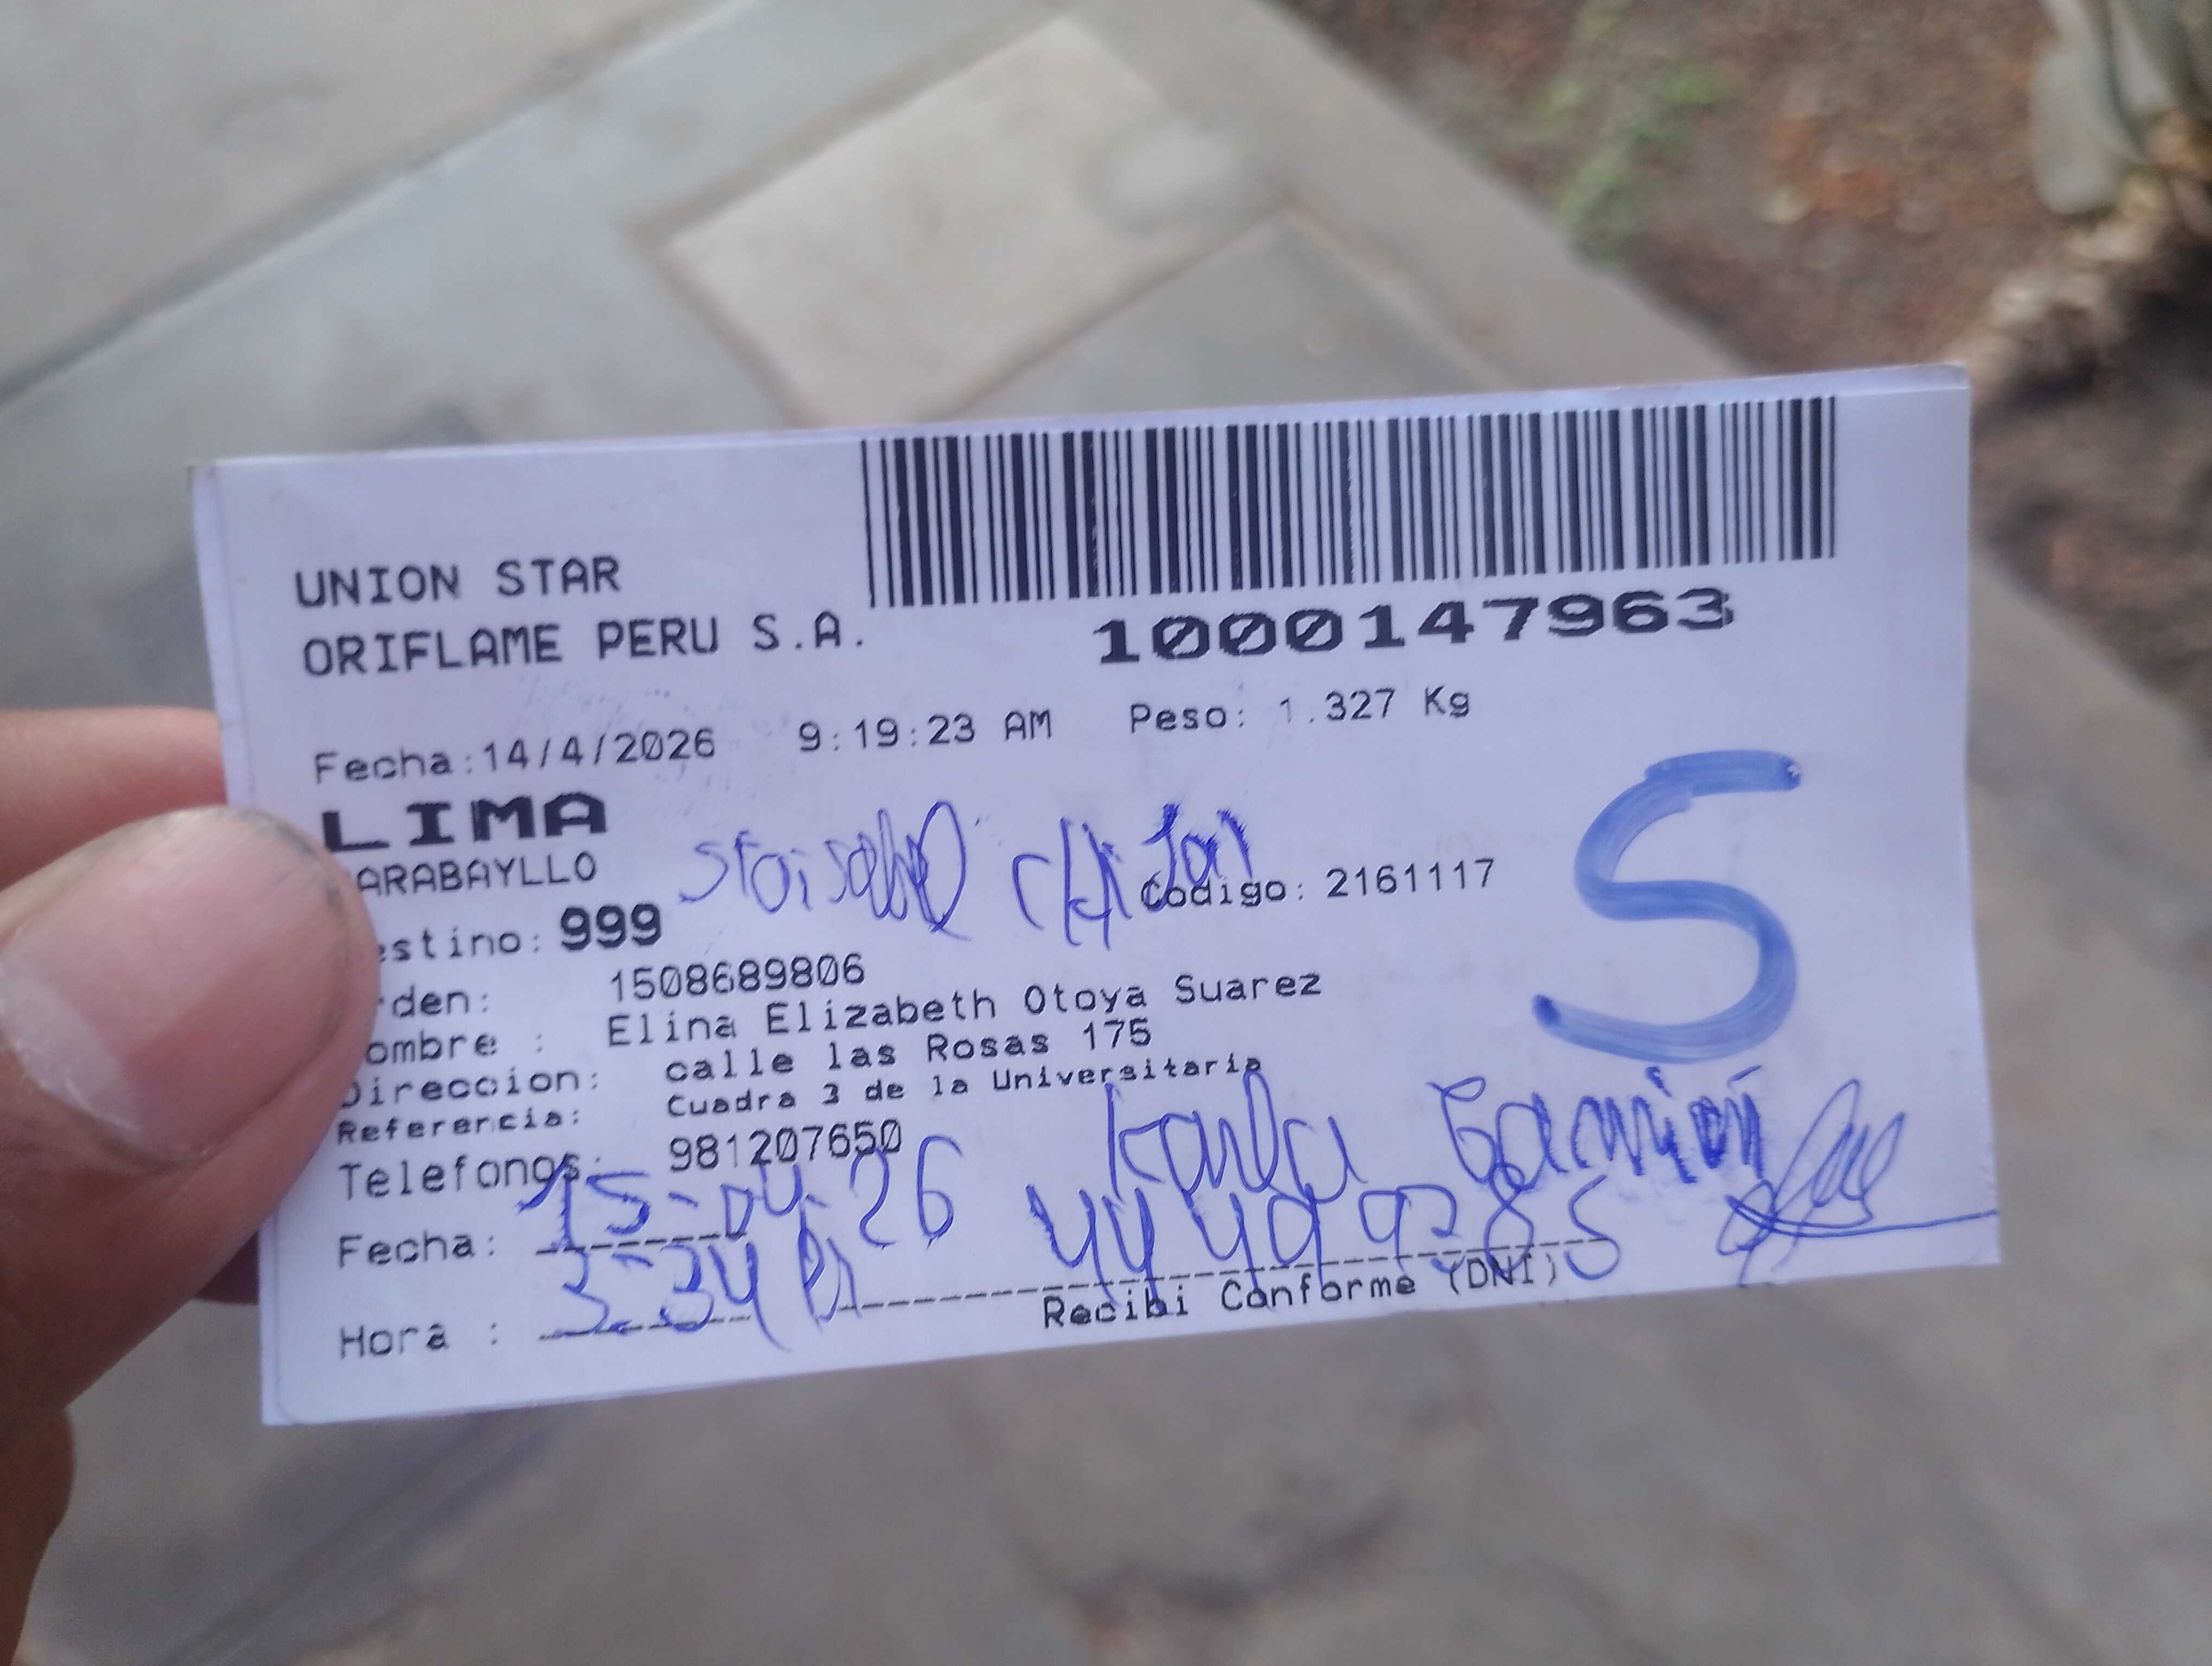 UNION STAR
ORIFLAME PERU S.A.
1000147963
Fecha:14/4/2026 9:19:23 AM Peso: 1.327 Kg
LIMA
ARABAYLLO
estino: 999 Codigo: 2161117
S
rden: 1508689806
ombre : Elina Elizabeth Otoya Suarez
Direccion: calle las Rosas 175
Referencia: Cuadra 3 de la Universitaria
Telefonos: 981207650
Karla
Fecha: 15-04-26
Hora : 3:34
Recibi Conforme (DNI)